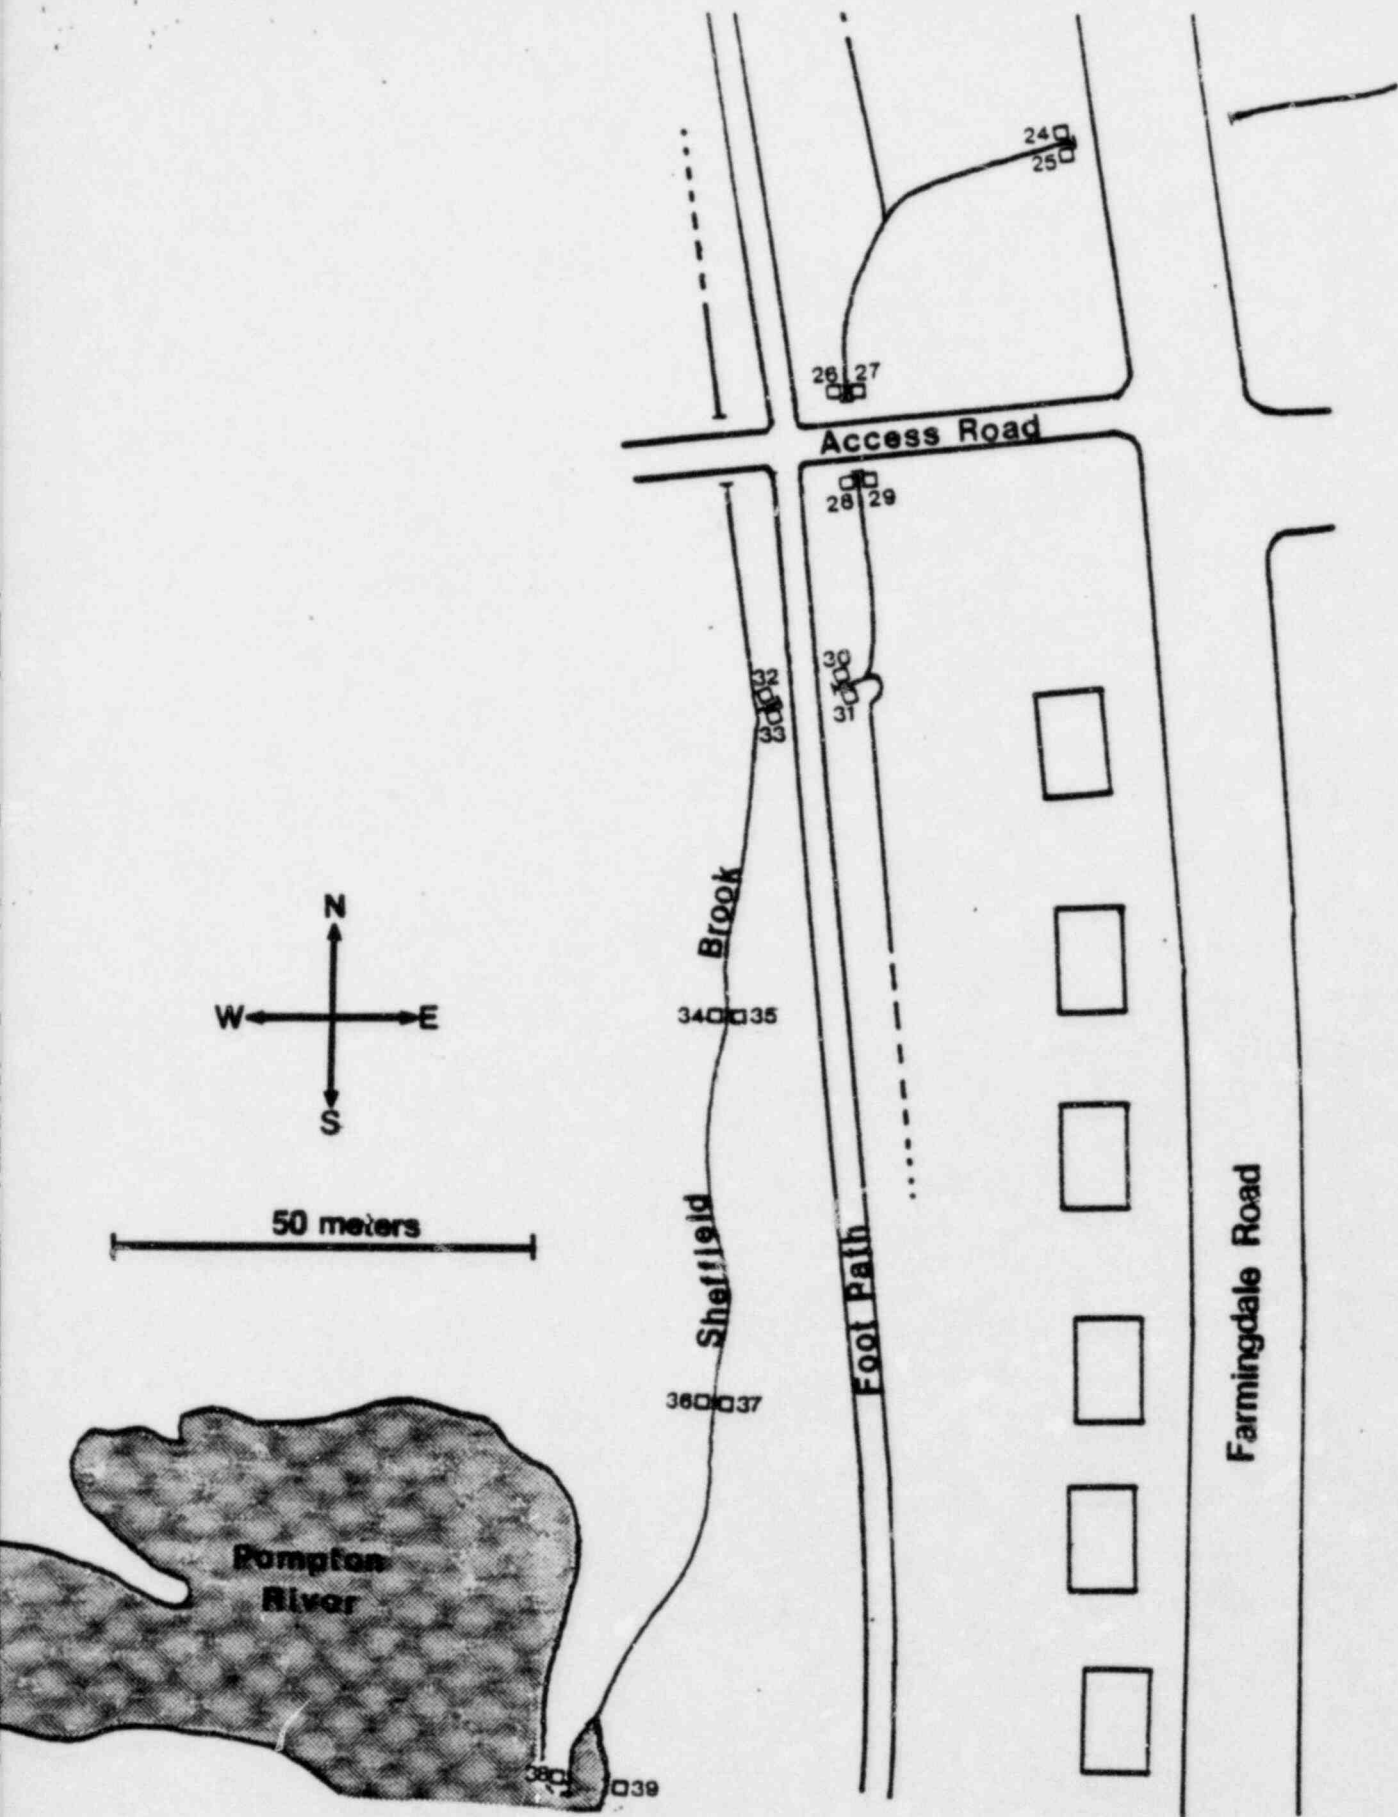 24
25
26 27
Access Road
28 29
30
31
32
33
Brook
N
W E
S
34 35
50 meters
Sheffield
Foot Path
Farmingdale Road
36 37
Pompton
River
38 39